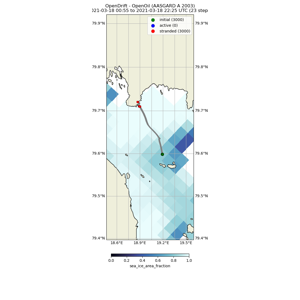 OpenDrift - OpenOil (AASGARD A 2003)
021-03-18 00:55 to 2021-03-18 22:25 UTC (23 step
initial (3000)
active (0)
stranded (3000)
79.9°N 79.9°N
79.8°N 79.8°N
79.7°N 79.7°N
79.6°N 79.6°N
79.5°N 79.5°N
79.4°N 79.4°N
18.6°E 18.9°E 19.2°E 19.5°E
0.0 0.2 0.4 0.6 0.8 1.0
sea_ice_area_fraction